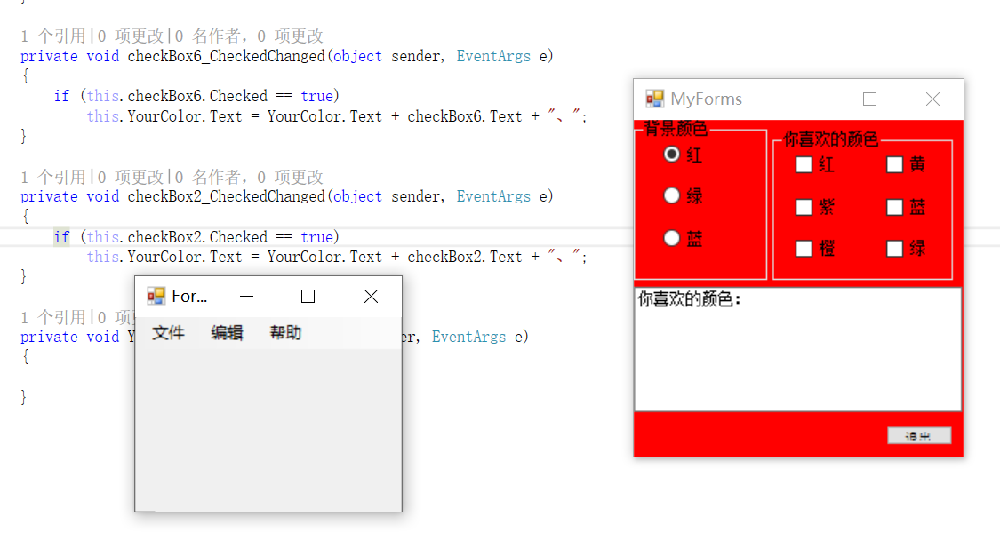 }
1 个引用|0 项更改|0 名作者，0 项更改
private void checkBox6_CheckedChanged(object sender, EventArgs e)
{
if (this.checkBox6.Checked == true)
this.YourColor.Text = YourColor.Text + checkBox6.Text + "、";
}
1 个引用|0 项更改|0 名作者，0 项更改
private void checkBox2_CheckedChanged(object sender, EventArgs e)
{
if (this.checkBox2.Checked == true)
this.YourColor.Text = YourColor.Text + checkBox2.Text + "、";
}
1 个引用|0 项
private void Y
er, EventArgs e)
{
}
For...
文件 编辑 帮助
MyForms
背景颜色
红
绿
蓝
你喜欢的颜色
红 黄
紫 蓝
橙 绿
你喜欢的颜色：